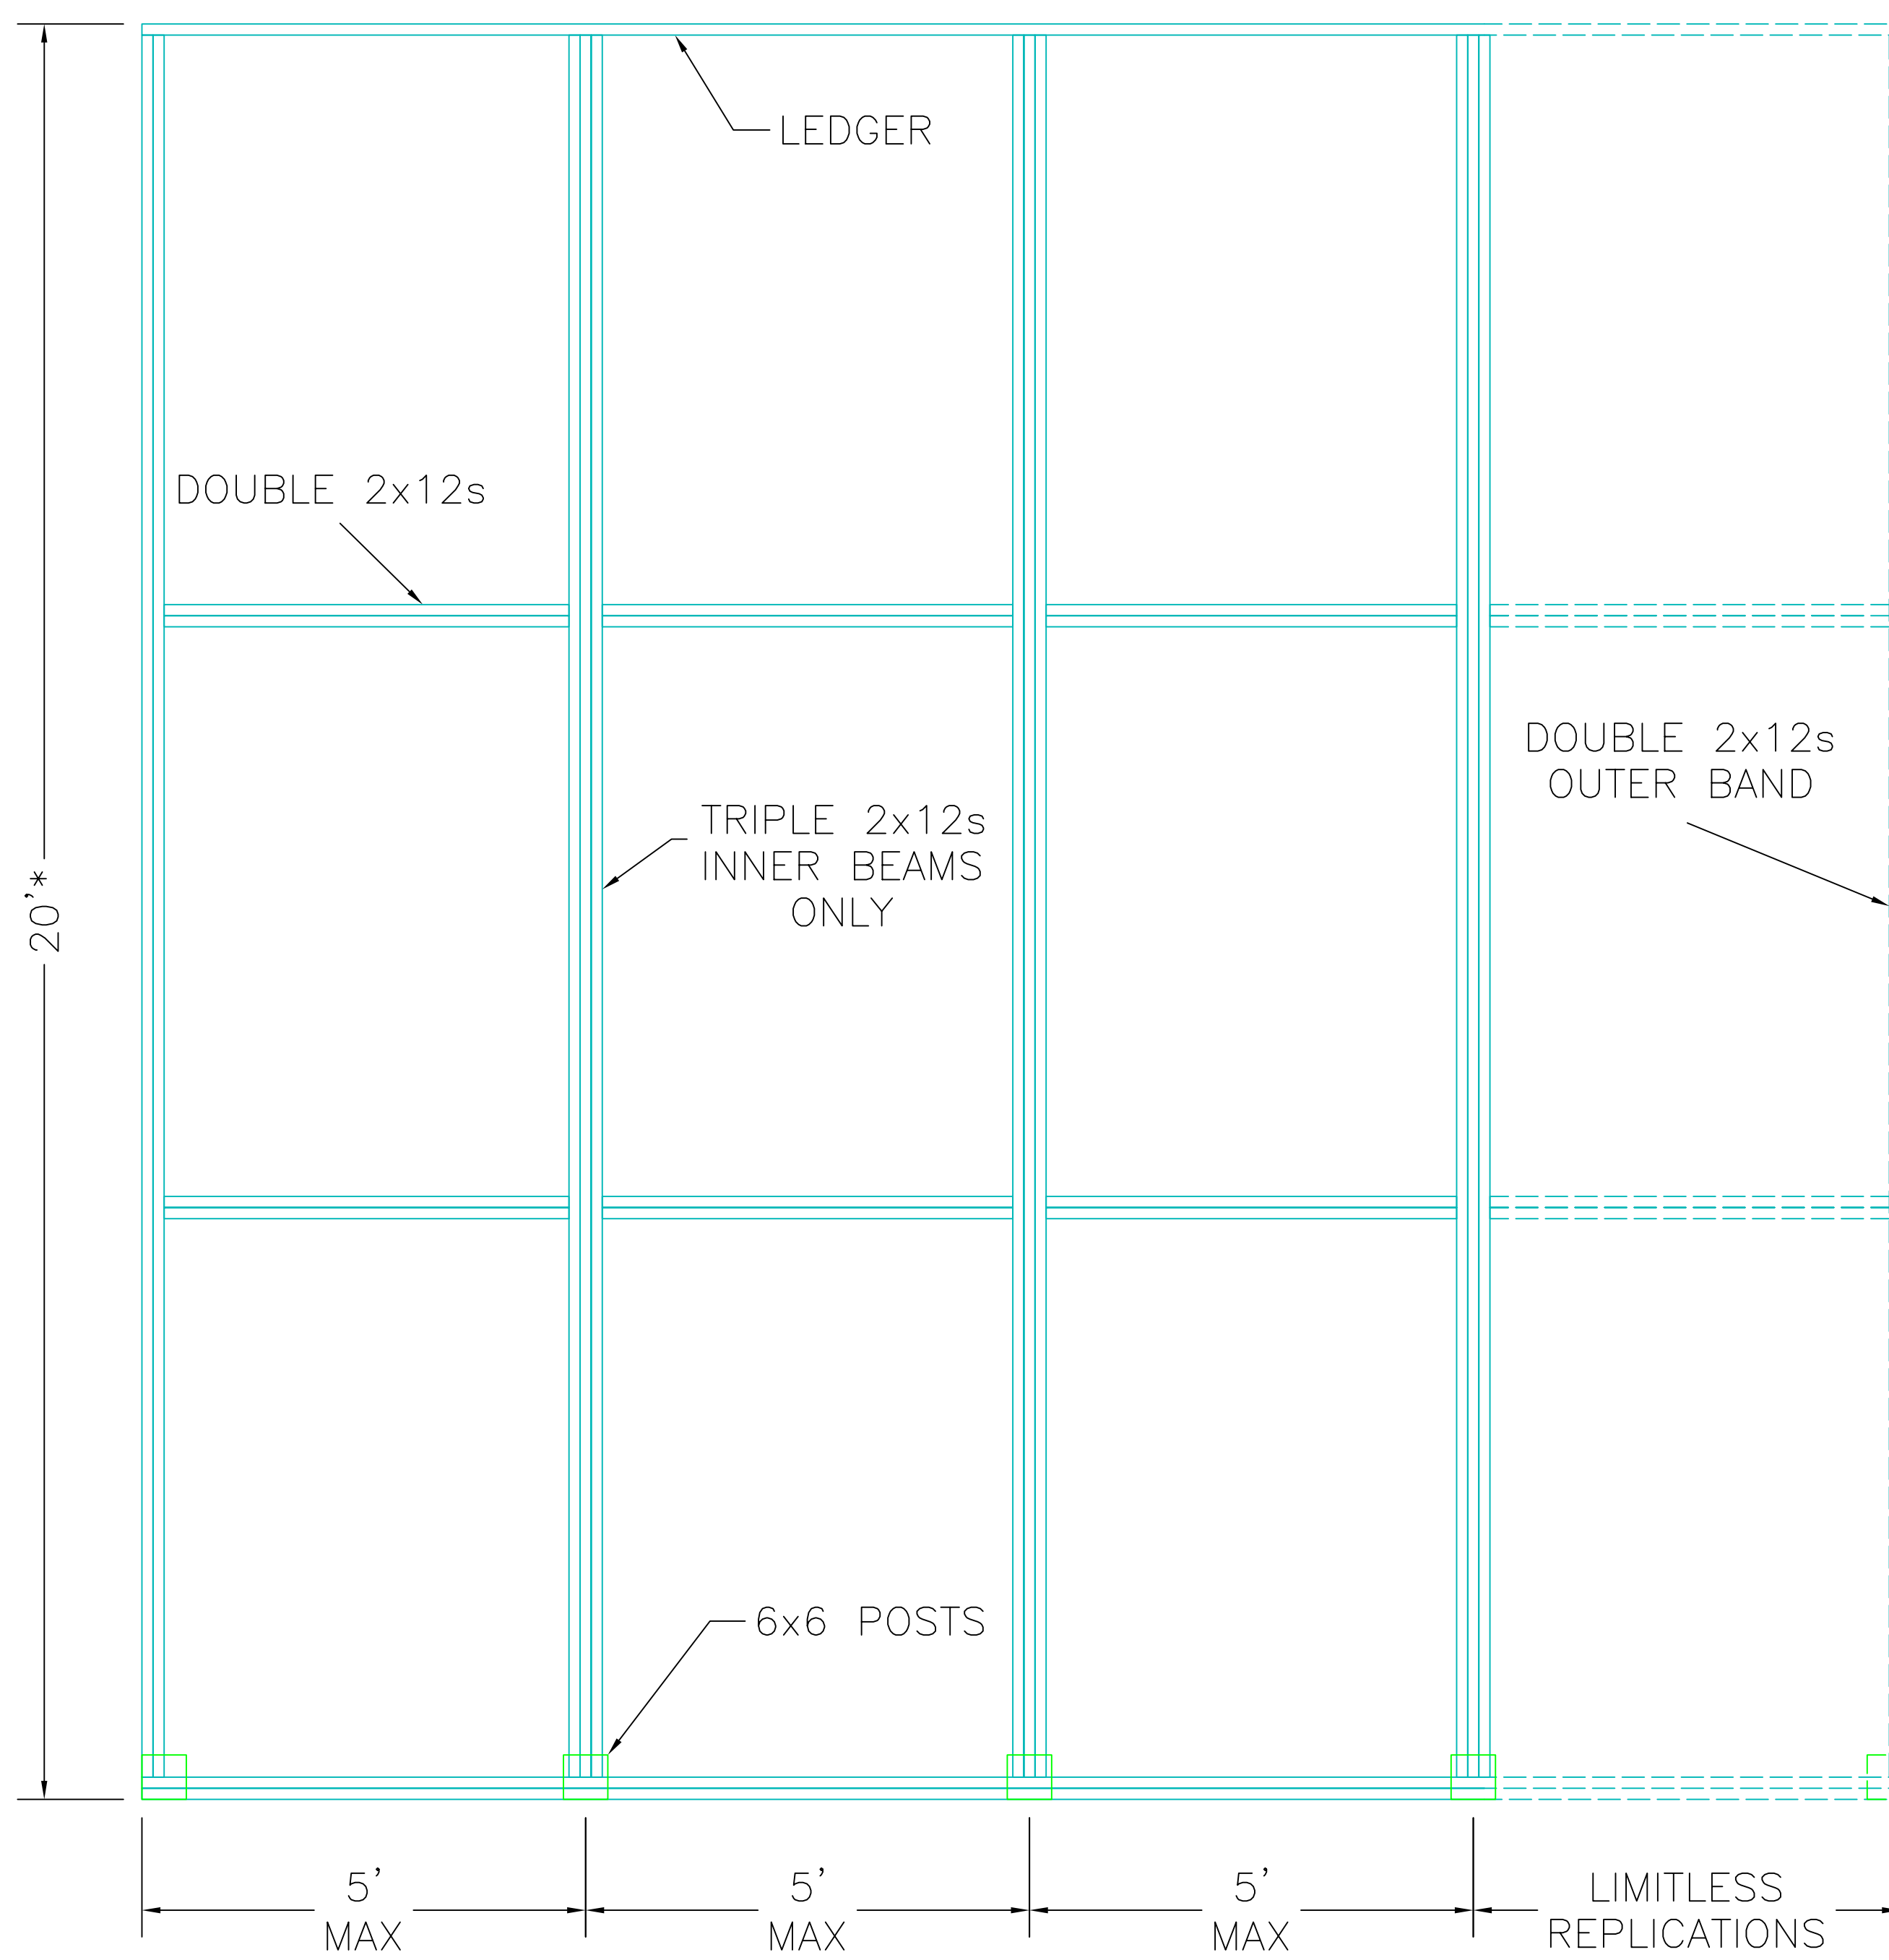 LEDGER
DOUBLE 2x12s
DOUBLE 2x12s
OUTER BAND
TRIPLE 2x12s
INNER BEAMS
ONLY
20'*
6x6 POSTS
5'
MAX
5'
MAX
5'
MAX
LIMITLESS
REPLICATIONS